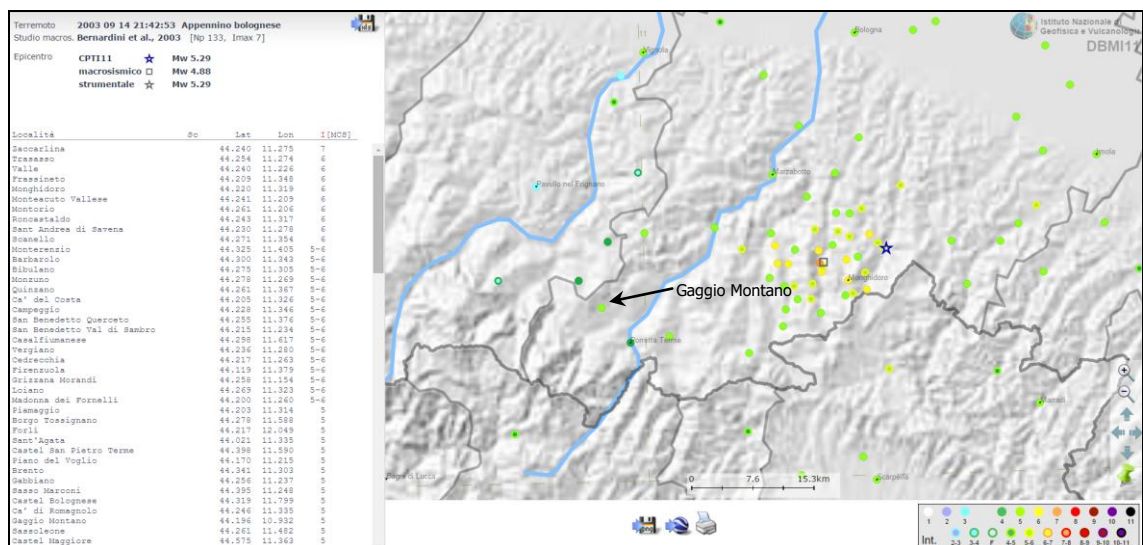 Terremoto 2003 09 14 21:42:53 Appennino bolognese
Studio macros. Bernardini et al., 2003 [Np 133, Imax 7]
Epicentro CPTI11 Mw 5.29
macrosismico Mw 4.88
strumentale Mw 5.29
Località Sc Lat Lon I[MCS]
Zaccarlina 44.240 11.275 7
Trasasso 44.254 11.274 6
Valle 44.240 11.226 6
Frassineto 44.209 11.348 6
Monghidoro 44.220 11.319 6
Monteacuto Vallese 44.241 11.209 6
Montorio 44.261 11.206 6
Roncastaldo 44.243 11.317 6
Sant Andrea di Savena 44.230 11.278 6
Scanello 44.271 11.354 6
Monterenzio 44.325 11.405 5-6
Barbarolo 44.300 11.343 5-6
Bibulano 44.275 11.305 5-6
Monzuno 44.278 11.269 5-6
Quinzano 44.261 11.367 5-6
Ca' del Costa 44.205 11.326 5-6
Campeggio 44.228 11.346 5-6
San Benedetto Querceto 44.255 11.376 5-6
San Benedetto Val di Sambro 44.215 11.234 5-6
Casalfiumanese 44.298 11.617 5-6
Vergiano 44.236 11.280 5-6
Cedrecchia 44.217 11.263 5-6
Firenzuola 44.119 11.379 5-6
Grizzana Morandi 44.258 11.154 5-6
Loiano 44.269 11.323 5-6
Madonna dei Fornelli 44.200 11.260 5-6
Piamaggio 44.203 11.314 5
Borgo Tossignano 44.278 11.588 5
Forlì 44.217 12.049 5
Sant'Agata 44.021 11.335 5
Castel San Pietro Terme 44.398 11.590 5
Piano del Voglio 44.170 11.215 5
Brento 44.341 11.303 5
Gabbiano 44.256 11.237 5
Sasso Marconi 44.395 11.248 5
Castel Bolognese 44.319 11.799 5
Ca' di Romagnolo 44.246 11.335 5
Gaggio Montano 44.196 10.932 5
Sassoleone 44.261 11.482 5
Castel Maggiore 44.575 11.363 5
11
Vignola
Bologna
Istituto Nazionale di
Geofisica e Vulcanologia
DBMI11
Imola
Marzabotto
Pavullo nel Frignano
Monghidoro
Gaggio Montano
Porretta Terme
Marradi
Bagni di Lucca
Scarperia
0 7.6 15.3km
1 2 3 4 5 6 7 8 9 10 11
Int. 2-3 3-4 F 4-5 5-6 6-7 7-8 8-9 9-10 10-11